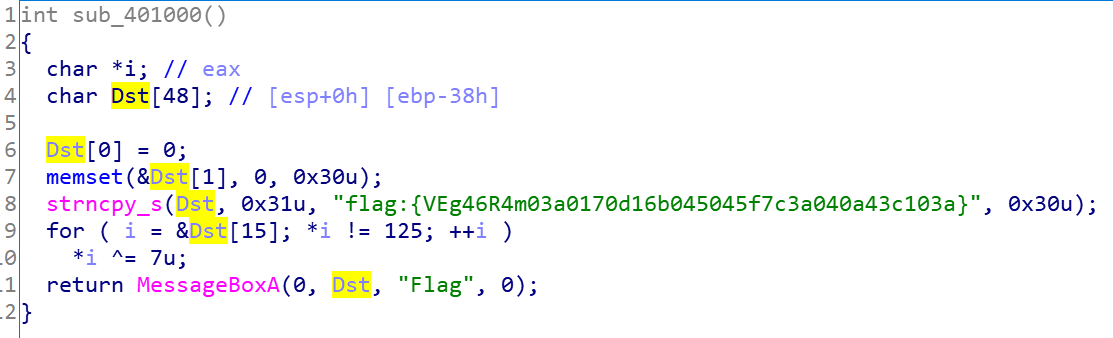 1 int sub_401000()
2 {
3   char *i; // eax
4   char Dst[48]; // [esp+0h] [ebp-38h]
5
6   Dst[0] = 0;
7   memset(&Dst[1], 0, 0x30u);
8   strncpy_s(Dst, 0x31u, "flag:{VEg46R4m03a0170d16b045045f7c3a040a43c103a}", 0x30u);
9   for ( i = &Dst[15]; *i != 125; ++i )
10     *i ^= 7u;
11   return MessageBoxA(0, Dst, "Flag", 0);
12 }